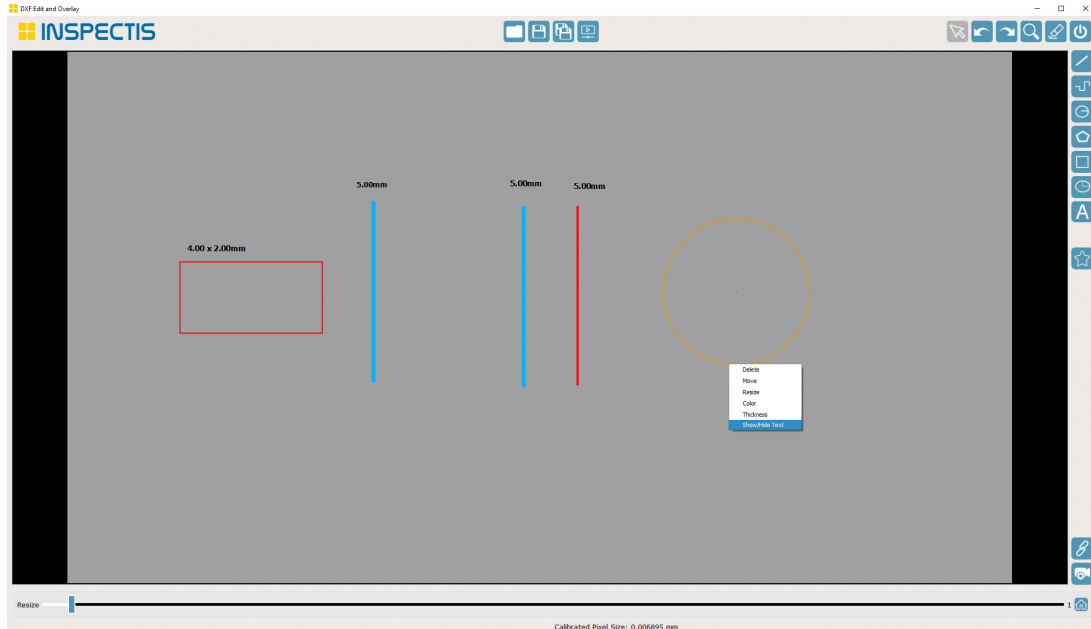 DXF Edit and Overlay
INSPECTIS
A
5.00mm
5.00mm
5.00mm
4.00 x 2.00mm
Delete
Move
Resize
Color
Thickness
Show/Hide Text
Resize
1
Calibrated Pixel Size: 0.006895 mm